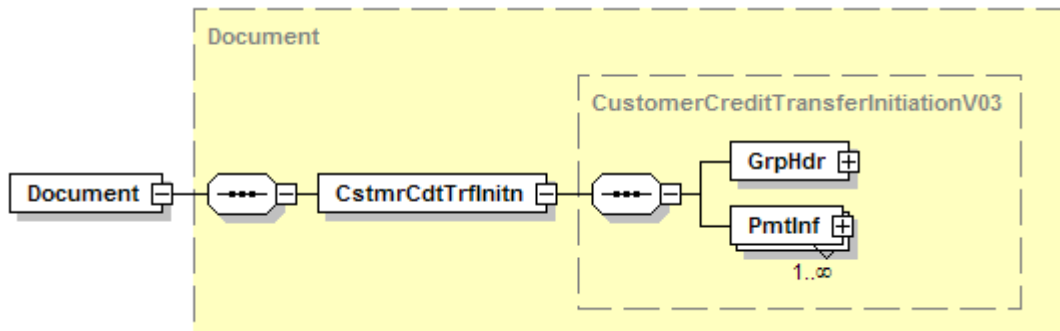 Document
CustomerCreditTransferInitiationV03
GrpHdr
Document
CstmrCdtTrfInitn
PmtInf
1..∞